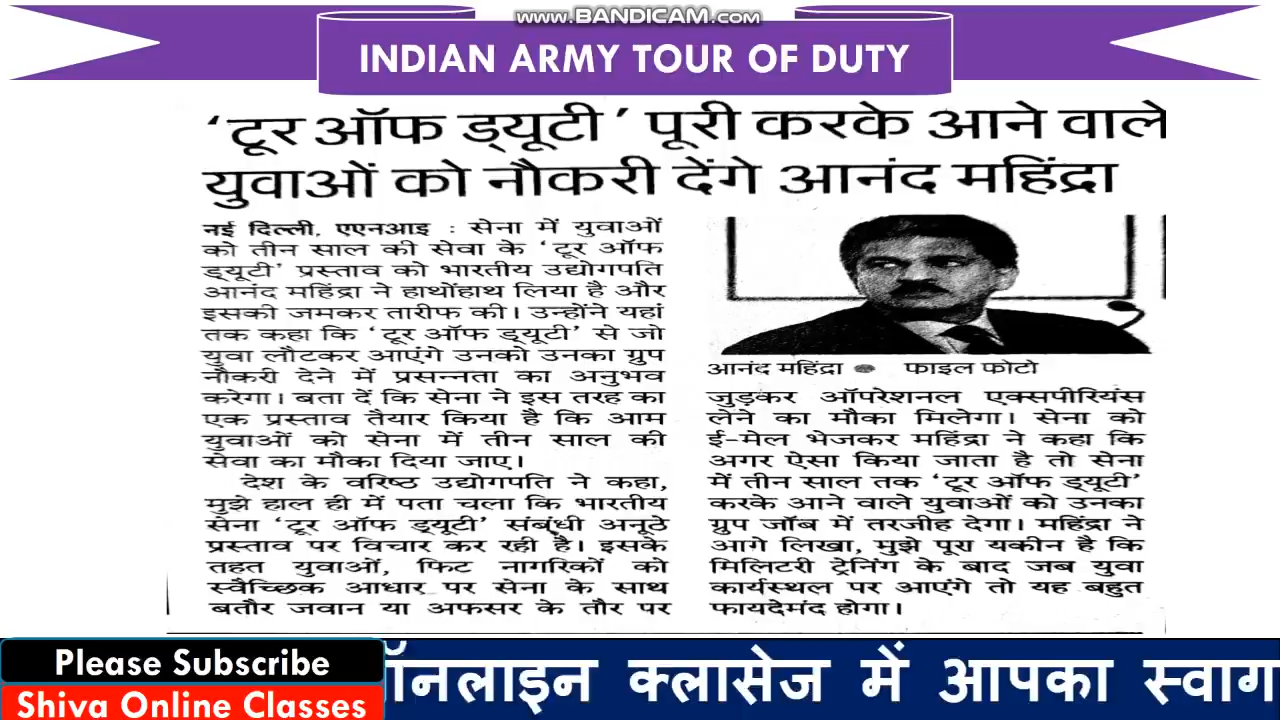 www.BANDICAM.com
INDIAN ARMY TOUR OF DUTY
‘टूर ऑफ ड्यूटी’ पूरी करके आने वाले
युवाओं को नौकरी देंगे आनंद महिंद्रा
नई दिल्ली, एएनआइ : सेना में युवाओं
को तीन साल की सेवा के ‘टूर ऑफ
ड्यूटी’ प्रस्ताव को भारतीय उद्योगपति
आनंद महिंद्रा ने हाथोंहाथ लिया है और
इसकी जमकर तारीफ की। उन्होंने यहां
तक कहा कि ‘टूर ऑफ ड्यूटी’ से जो
युवा लौटकर आएंगे उनको उनका ग्रुप
नौकरी देने में प्रसन्नता का अनुभव
करेगा। बता दें कि सेना ने इस तरह का
एक प्रस्ताव तैयार किया है कि आम
युवाओं को सेना में तीन साल की
सेवा का मौका दिया जाए।
देश के वरिष्ठ उद्योगपति ने कहा,
मुझे हाल ही में पता चला कि भारतीय
सेना ‘टूर ऑफ ड्यूटी’ संबंधी अनूठे
प्रस्ताव पर विचार कर रही है। इसके
तहत युवाओं, फिट नागरिकों को
स्वैच्छिक आधार पर सेना के साथ
बतौर जवान या अफसर के तौर पर
आनंद महिंद्रा ● फाइल फोटो
जुड़कर ऑपरेशनल एक्सपीरियंस
लेने का मौका मिलेगा। सेना को
ई-मेल भेजकर महिंद्रा ने कहा कि
अगर ऐसा किया जाता है तो सेना
में तीन साल तक ‘टूर ऑफ ड्यूटी’
करके आने वाले युवाओं को उनका
ग्रुप जॉब में तरजीह देगा। महिंद्रा ने
आगे लिखा, मुझे पूरा यकीन है कि
मिलिटरी ट्रेनिंग के बाद जब युवा
कार्यस्थल पर आएंगे तो यह बहुत
फायदेमंद होगा।
Please Subscribe
Shiva Online Classes
ॉनलाइन क्लासेज में आपका स्वाग